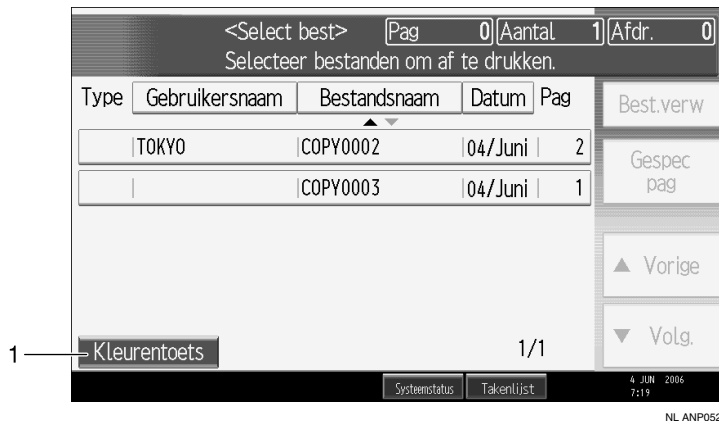 <Select best> Pag 0 Aantal 1 Afdr. 0
Selecteer bestanden om af te drukken.
Type Gebruikersnaam Bestandsnaam Datum Pag
Best.verw
TOKYO COPY0002 04/Juni 2
COPY0003 04/Juni 1
Gespec
pag
Vorige
1 Kleurentoets 1/1
Volg.
Systeemstatus Takenlijst
4 JUN 2006
7:19
NL ANP052